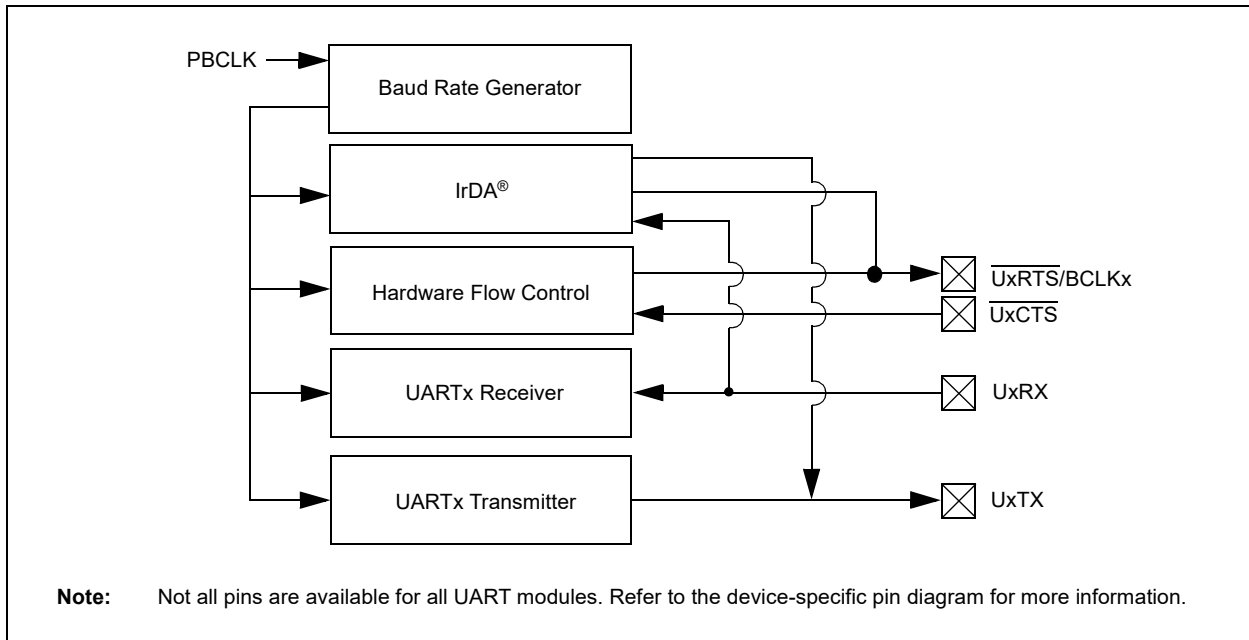 PBCLK
Baud Rate Generator
IrDA®
Hardware Flow Control
UxRTS/BCLKx
UxCTS
UARTx Receiver
UxRX
UARTx Transmitter
UxTX
Note: Not all pins are available for all UART modules. Refer to the device-specific pin diagram for more information.